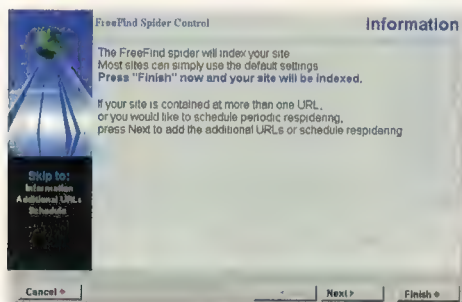 FreeFind Spider Control
Information
The FreeFind spider will index your site
Most sites can simply use the default settings
Press "Finish" now and your site will be indexed.
If your site is contained at more than one URL,
or you would like to schedule periodic respidering,
press Next to add the additional URLs or schedule respidering
Skip to:
Information
Additional URLs
Schedule
Cancel
Next
Finish